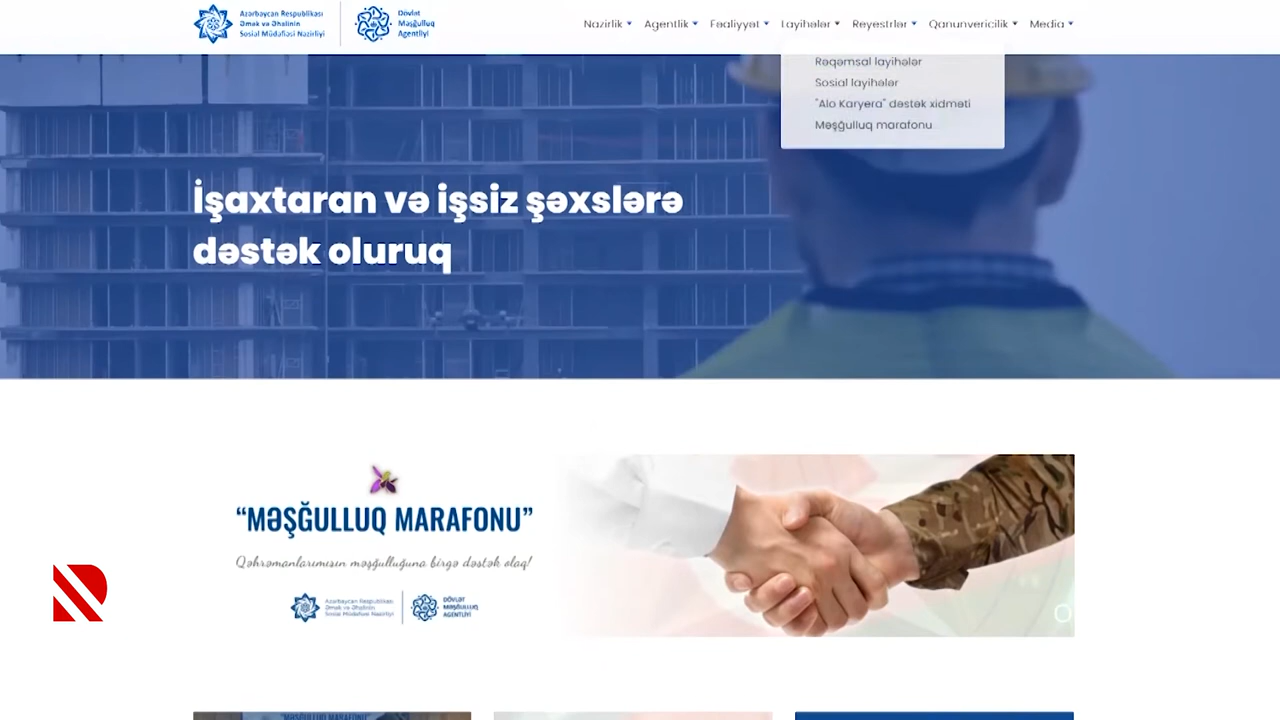 Azərbaycan Respublikası
Əmək və Əhalinin
Sosial Müdafiəsi Nazirliyi
Dövlət
Məşğulluq
Agentliyi
Nazirlik Agentlik Fəaliyyət Layihələr Reyestrlər Qanunvericilik Media
Rəqəmsal layihələr
Sosial layihələr
"Alo Karyera" dəstək xidməti
Məşğulluq marafonu
İşaxtaran və işsiz şəxslərə
dəstək oluruq
“MƏŞĞULLUQ MARAFONU”
Qəhrəmanlarımızın məşğulluğuna birgə dəstək olaq!
Azərbaycan Respublikası
Əmək və Əhalinin
Sosial Müdafiəsi Nazirliyi
DÖVLƏT
MƏŞĞULLUQ
AGENTLİYİ
"MƏŞĞULLUQ MARAFONU"